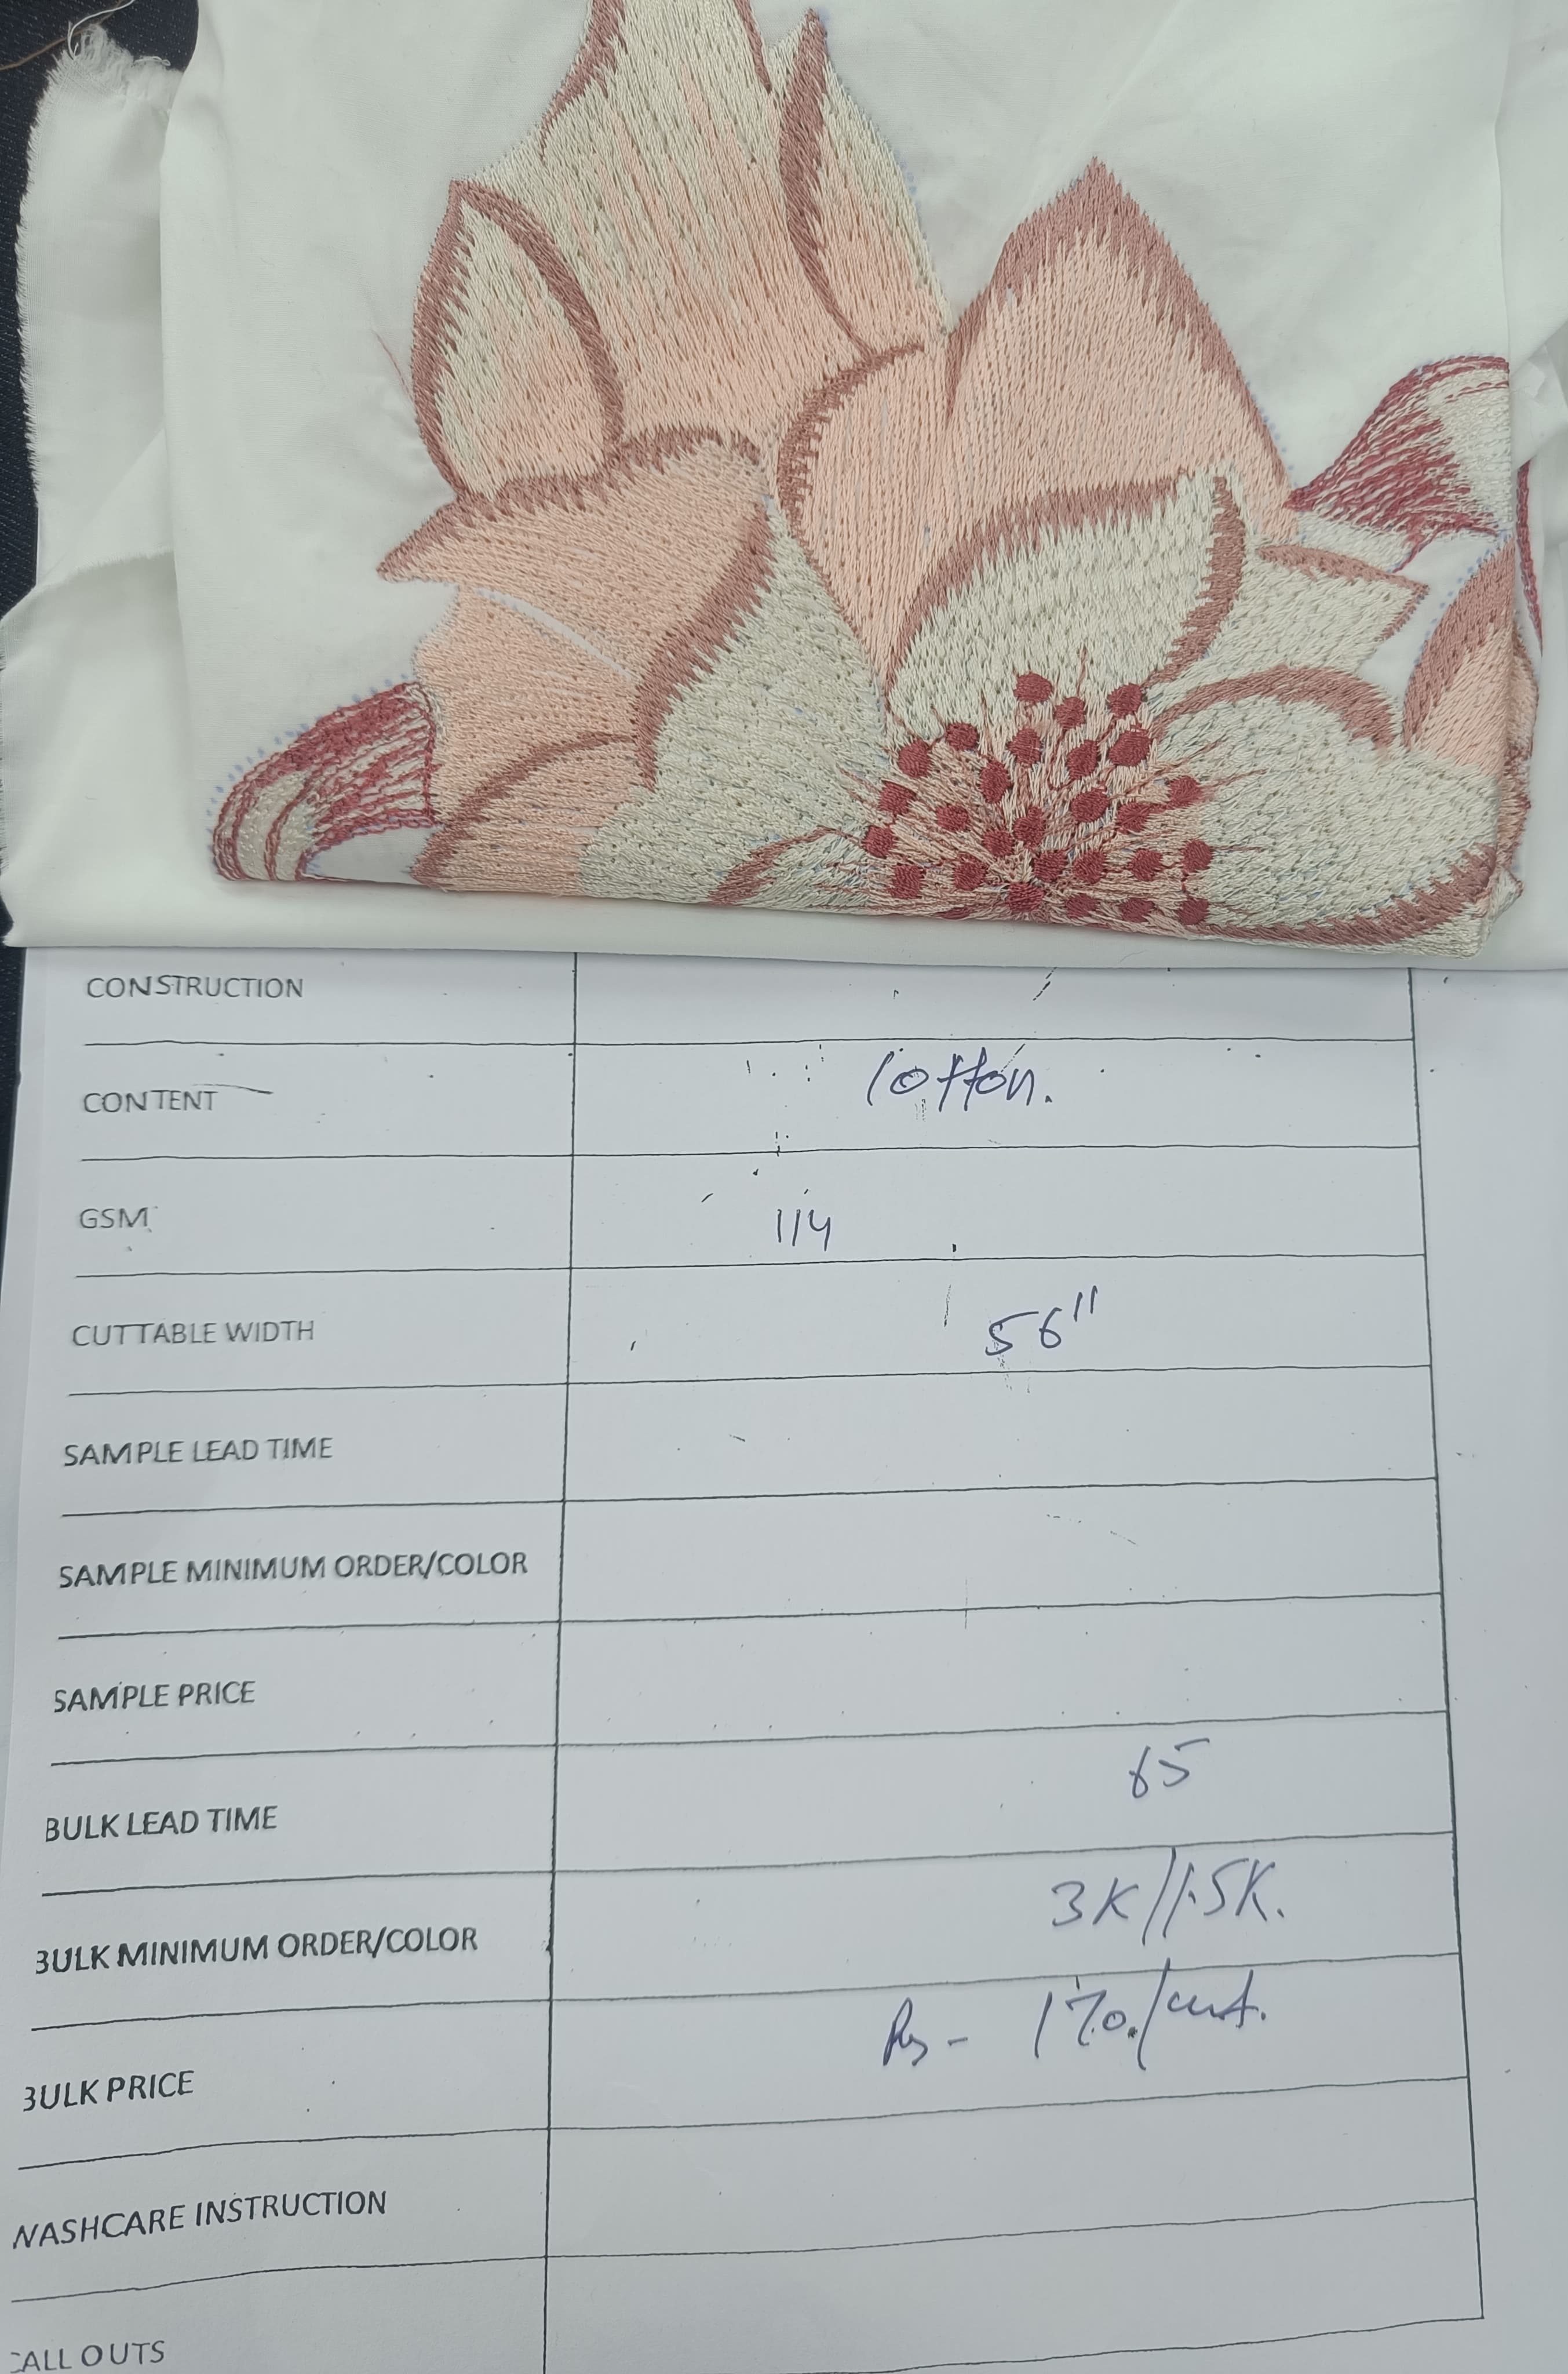 CONSTRUCTION
CONTENT Cotton.
GSM 114
CUTTABLE WIDTH 56"
SAMPLE LEAD TIME
SAMPLE MINIMUM ORDER/COLOR
SAMPLE PRICE
BULK LEAD TIME 65
BULK MINIMUM ORDER/COLOR 3K//1.5K.
BULK PRICE Rs - 170./
WASHCARE INSTRUCTION
CALL OUTS